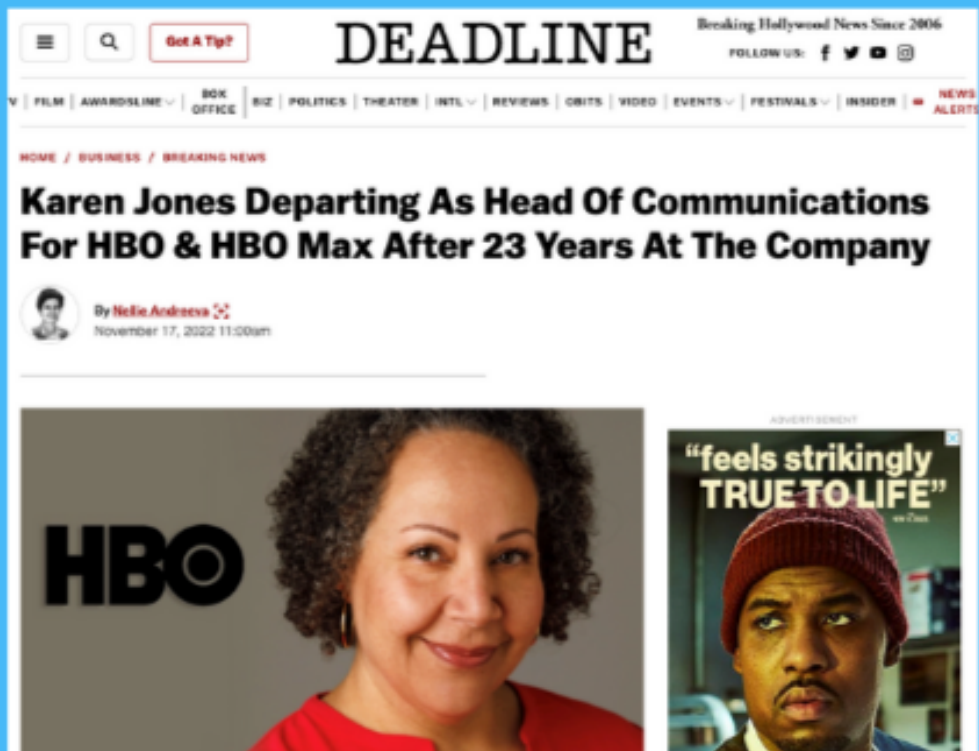 Got A Tip?
DEADLINE
Breaking Hollywood News Since 2006
FOLLOW US:
V | FILM | AWARDSLINE | BOX OFFICE | BIZ | POLITICS | THEATER | INTL | REVIEWS | OBITS | VIDEO | EVENTS | FESTIVALS | INSIDER | NEWS ALERTS
HOME / BUSINESS / BREAKING NEWS
Karen Jones Departing As Head Of Communications
For HBO & HBO Max After 23 Years At The Company
By Nellie Andreeva
November 17, 2022 11:00am
HBO
ADVERTISEMENT
“feels strikingly
TRUE TO LIFE”